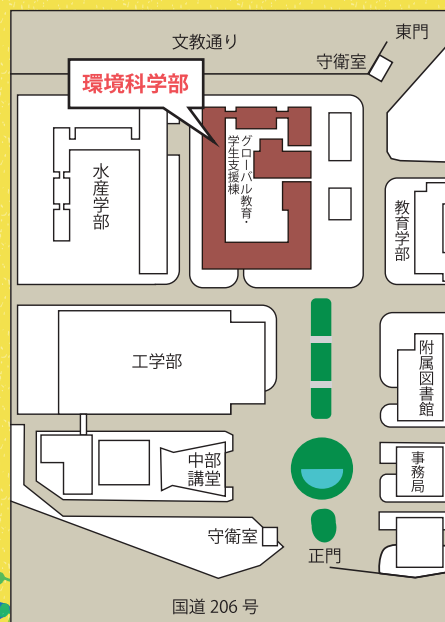 文教通り
東門
守衛室
環境科学部
グローバル教育・
学生支援棟
水産学部
教育学部
工学部
附属図書館
中部
講堂
事務局
守衛室
正門
国道 206 号